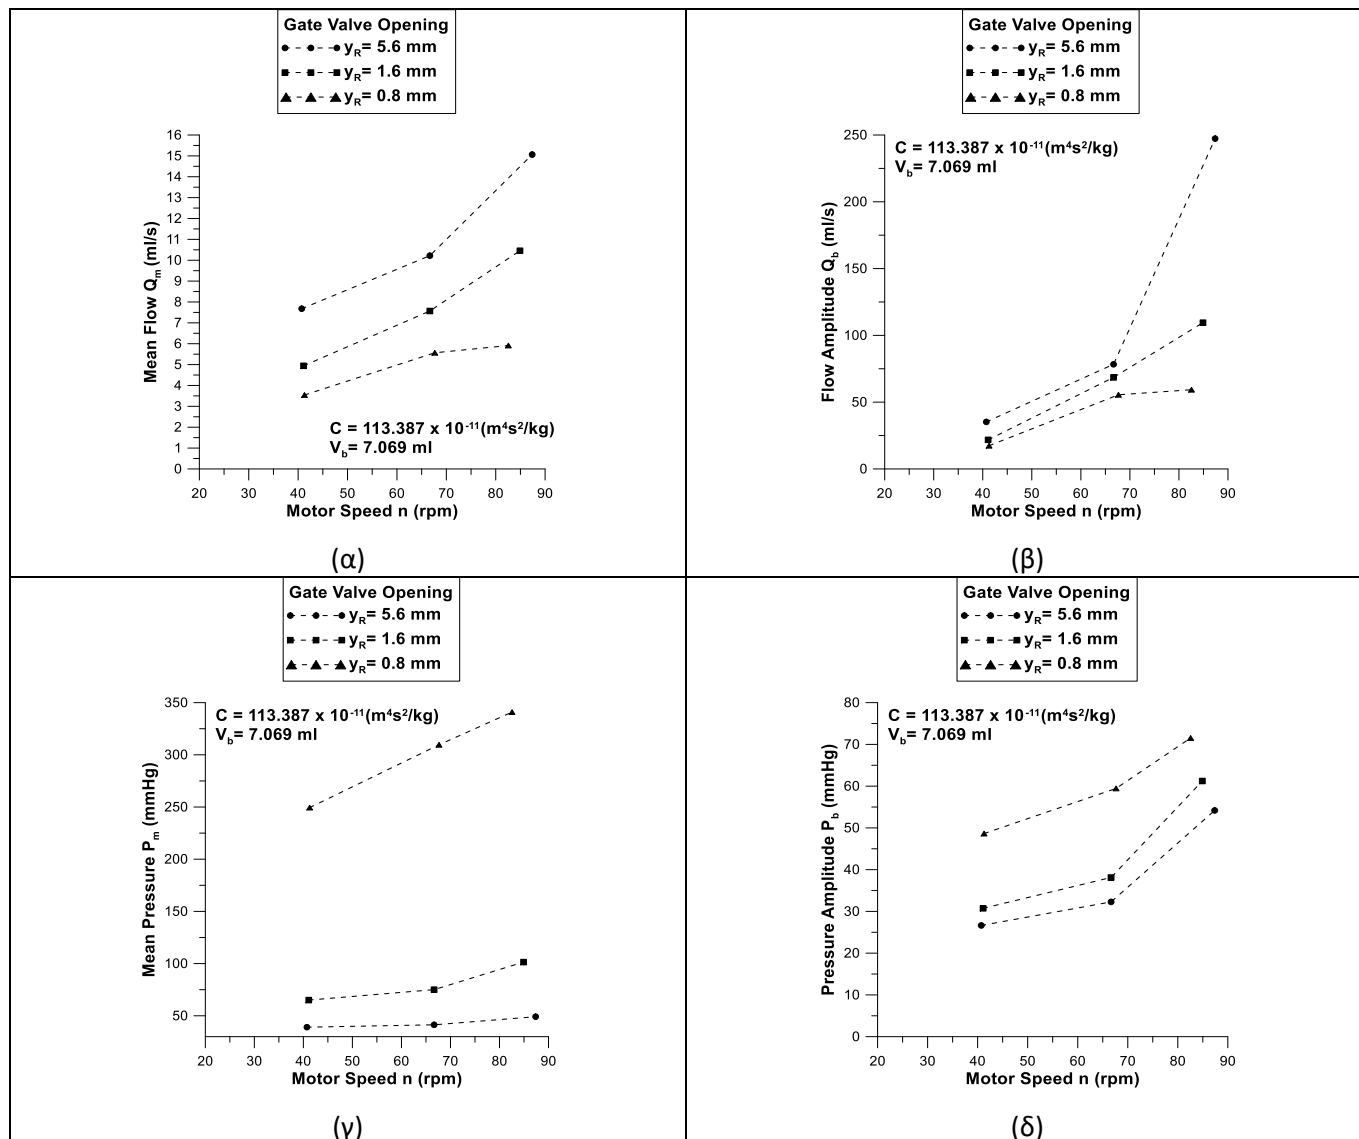 Gate Valve Opening
y_R= 5.6 mm
y_R= 1.6 mm
y_R= 0.8 mm
Mean Flow Q_m (ml/s)
16
15
14
13
12
11
10
9
8
7
6
5
4
3
2
1
0
C = 113.387 x 10⁻¹¹(m⁴s²/kg)
V_b= 7.069 ml
20 30 40 50 60 70 80 90
Motor Speed n (rpm)
(α)
Gate Valve Opening
y_R= 5.6 mm
y_R= 1.6 mm
y_R= 0.8 mm
Flow Amplitude Q_b (ml/s)
250
200
150
100
50
0
C = 113.387 x 10⁻¹¹(m⁴s²/kg)
V_b= 7.069 ml
20 30 40 50 60 70 80 90
Motor Speed n (rpm)
(β)
Gate Valve Opening
y_R= 5.6 mm
y_R= 1.6 mm
y_R= 0.8 mm
Mean Pressure P_m (mmHg)
350
300
250
200
150
100
50
C = 113.387 x 10⁻¹¹(m⁴s²/kg)
V_b= 7.069 ml
20 30 40 50 60 70 80 90
Motor Speed n (rpm)
(γ)
Gate Valve Opening
y_R= 5.6 mm
y_R= 1.6 mm
y_R= 0.8 mm
Pressure Amplitude P_b (mmHg)
80
70
60
50
40
30
20
10
0
C = 113.387 x 10⁻¹¹(m⁴s²/kg)
V_b= 7.069 ml
20 30 40 50 60 70 80 90
Motor Speed n (rpm)
(δ)